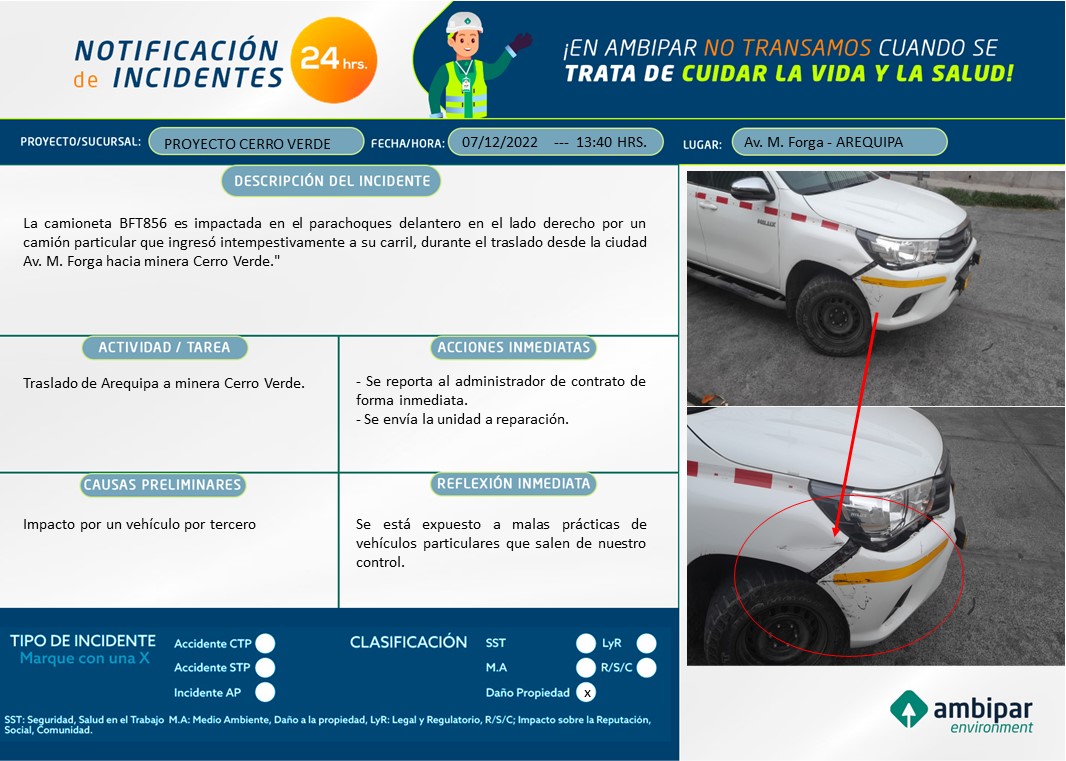 NOTIFICACIÓN
de INCIDENTES
24 hrs.
¡EN AMBIPAR NO TRANSAMOS CUANDO SE
TRATA DE CUIDAR LA VIDA Y LA SALUD!
PROYECTO/SUCURSAL: PROYECTO CERRO VERDE FECHA/HORA: 07/12/2022 --- 13:40 HRS. LUGAR: Av. M. Forga - AREQUIPA
DESCRIPCIÓN DEL INCIDENTE
La camioneta BFT856 es impactada en el parachoques delantero en el lado derecho por un
camión particular que ingresó intempestivamente a su carril, durante el traslado desde la ciudad
Av. M. Forga hacia minera Cerro Verde."
ACTIVIDAD / TAREA
Traslado de Arequipa a minera Cerro Verde.
ACCIONES INMEDIATAS
- Se reporta al administrador de contrato de
forma inmediata.
- Se envía la unidad a reparación.
CAUSAS PRELIMINARES
Impacto por un vehículo por tercero
REFLEXIÓN INMEDIATA
Se está expuesto a malas prácticas de
vehículos particulares que salen de nuestro
control.
TIPO DE INCIDENTE
Marque con una X
Accidente CTP
Accidente STP
Incidente AP
CLASIFICACIÓN
SST LyR
M.A R/S/C
Daño Propiedad x
SST: Seguridad, Salud en el Trabajo M.A: Medio Ambiente, Daño a la propiedad, LyR: Legal y Regulatorio, R/S/C; Impacto sobre la Reputación,
Social, Comunidad.
HILUX
ambipar
environment